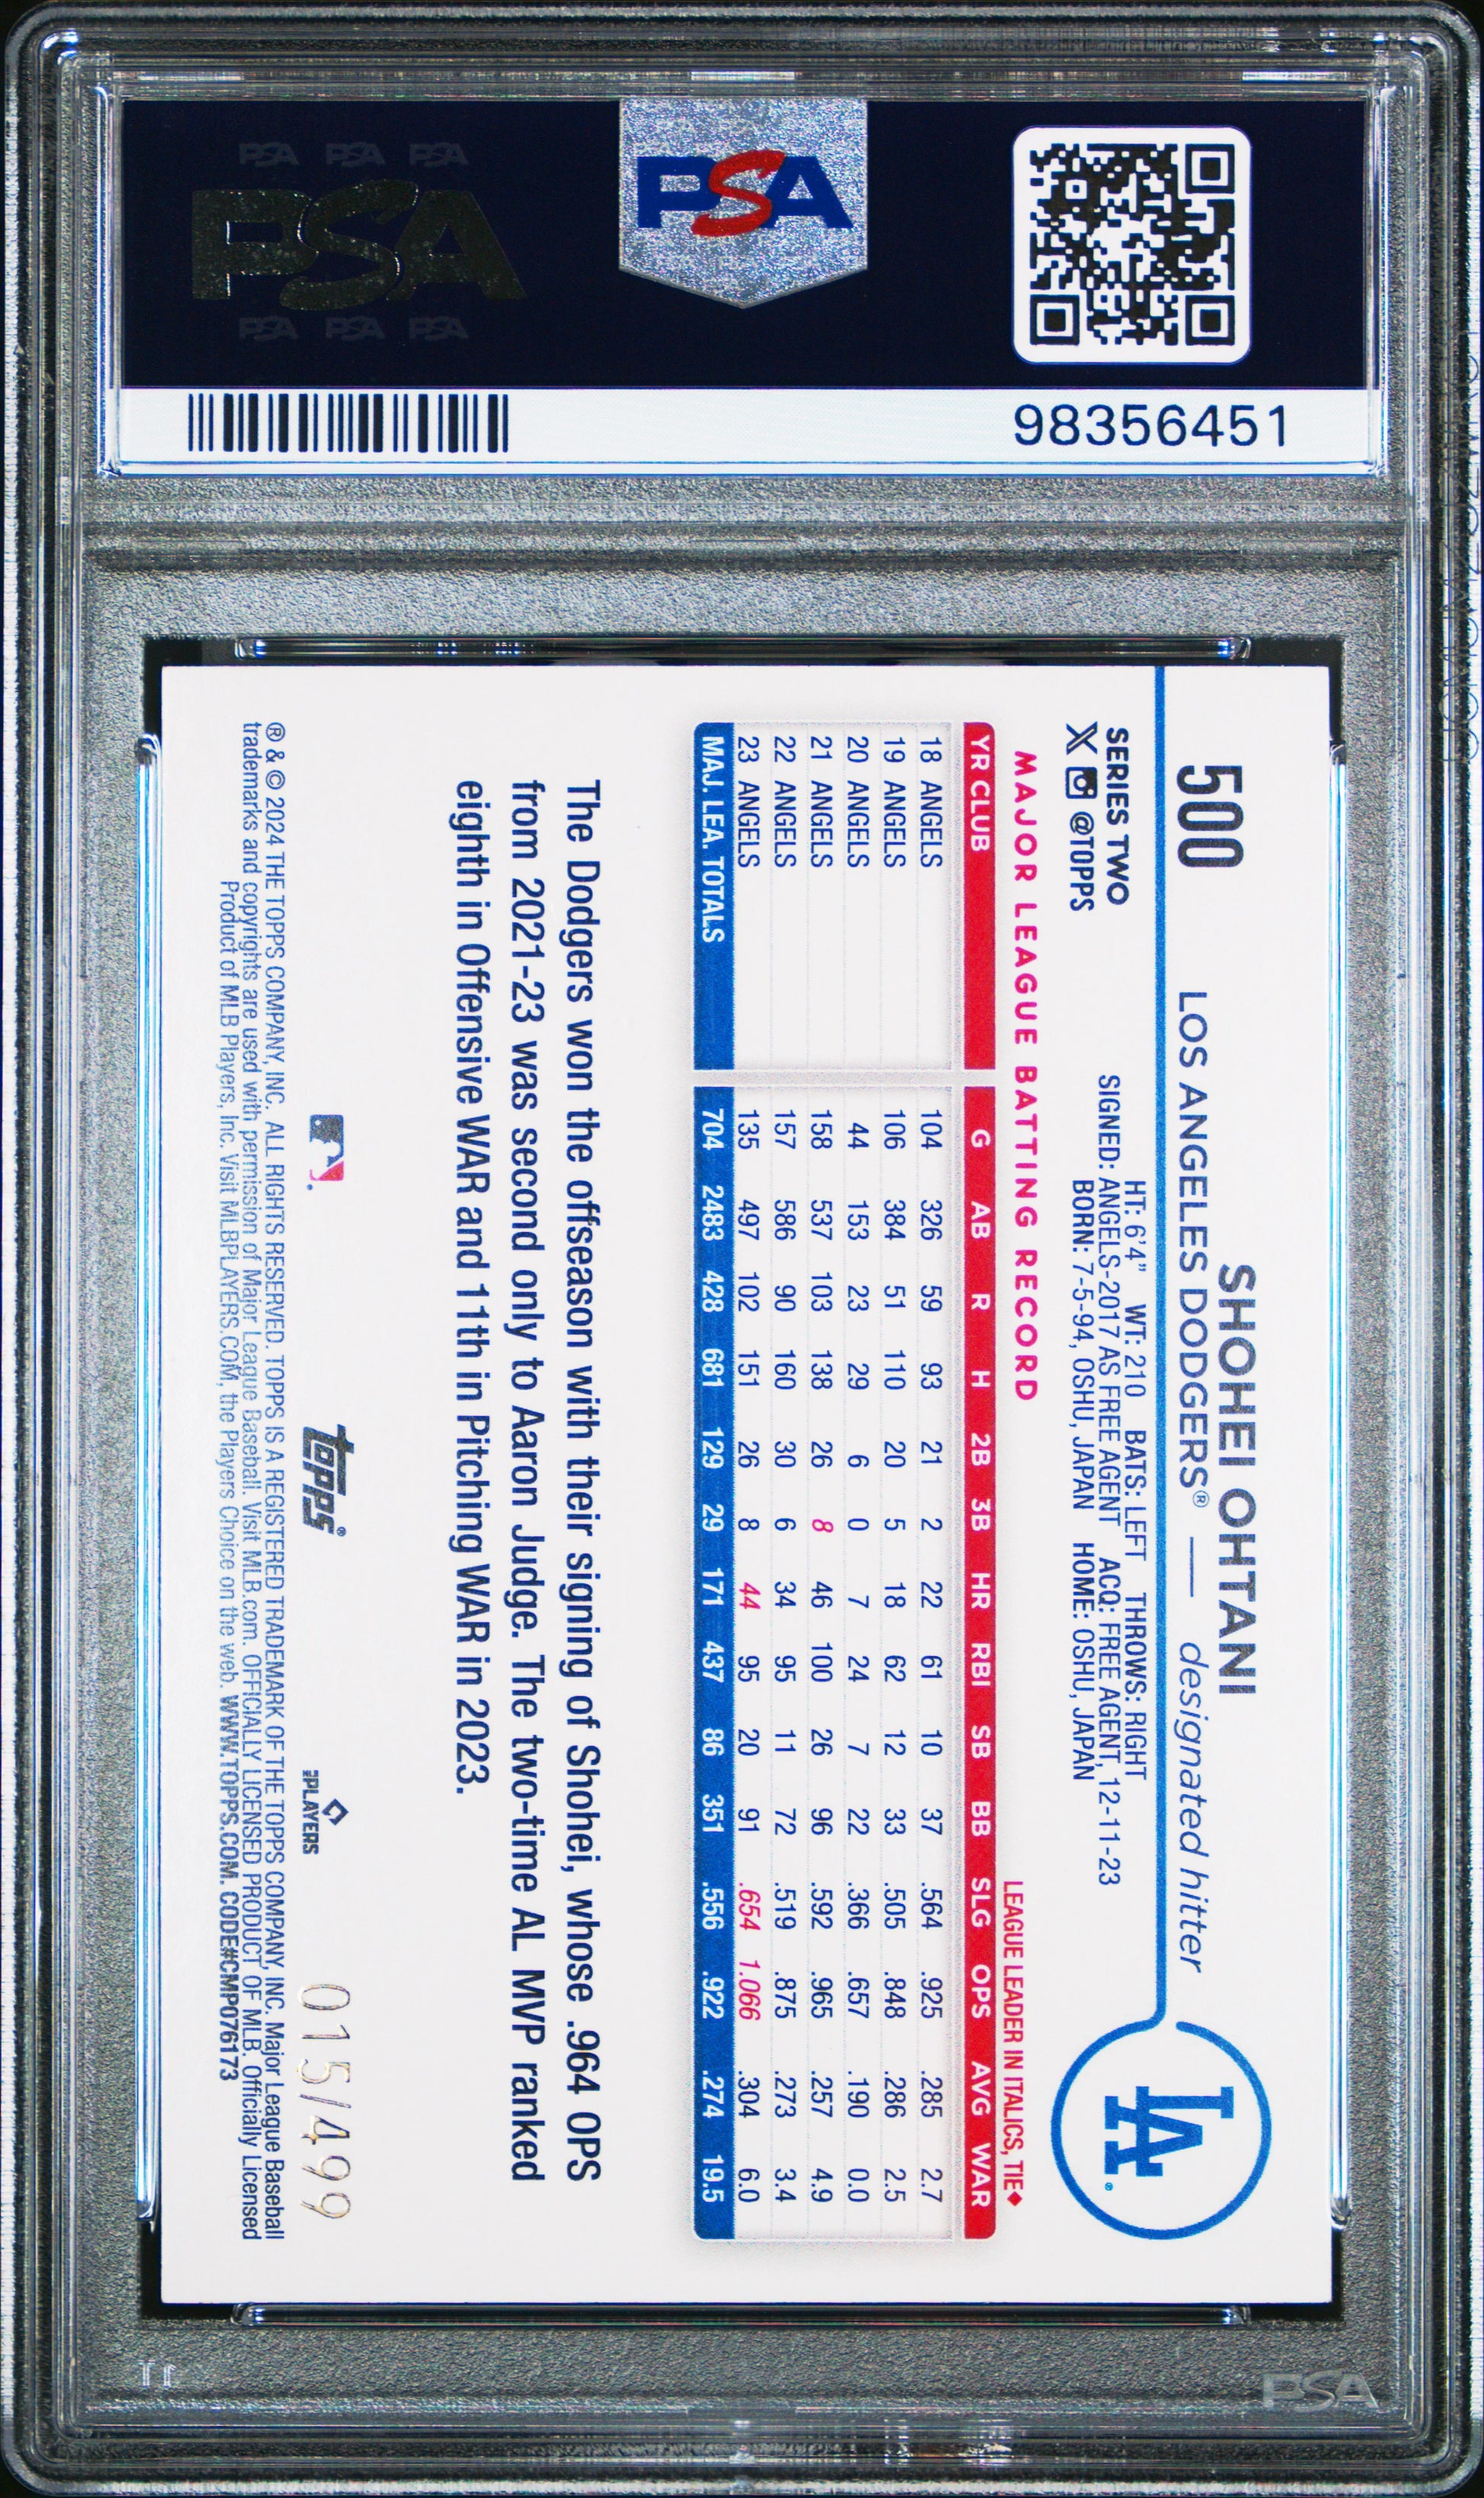 PSA PSA PSA
PSA
PSA PSA PSA
PSA
98356451
500
SHOHEI OHTANI
LOS ANGELES DODGERS® — designated hitter
LA
SERIES TWO
X @TOPPS
HT: 6'4" WT: 210 BATS: LEFT THROWS: RIGHT
SIGNED: ANGELS-2017 AS FREE AGENT ACQ: FREE AGENT, 12-11-23
BORN: 7-5-94, OSHU, JAPAN HOME: OSHU, JAPAN
MAJOR LEAGUE BATTING RECORD
LEAGUE LEADER IN ITALICS, TIE♦
YR CLUB G AB R H 2B 3B HR RBI SB BB SLG OPS AVG WAR
18 ANGELS 104 326 59 93 21 2 22 61 10 37 .564 .925 .285 2.7
19 ANGELS 106 384 51 110 20 5 18 62 12 33 .505 .848 .286 2.5
20 ANGELS 44 153 23 29 6 0 7 24 7 22 .366 .657 .190 0.0
21 ANGELS 158 537 103 138 26 8 46 100 26 96 .592 .965 .257 4.9
22 ANGELS 157 586 90 160 30 6 34 95 11 72 .519 .875 .273 3.4
23 ANGELS 135 497 102 151 26 8 44 95 20 91 .654 1.066 .304 6.0
MAJ. LEA. TOTALS 704 2483 428 681 129 29 171 437 86 351 .556 .922 .274 19.5
The Dodgers won the offseason with their signing of Shohei, whose .964 OPS
from 2021-23 was second only to Aaron Judge. The two-time AL MVP ranked
eighth in Offensive WAR and 11th in Pitching WAR in 2023.
topps®
PLAYERS
015/499
® & © 2024 THE TOPPS COMPANY, INC. ALL RIGHTS RESERVED. TOPPS IS A REGISTERED TRADEMARK OF THE TOPPS COMPANY, INC. Major League Baseball
trademarks and copyrights are used with permission of Major League Baseball. Visit MLB.com. OFFICIALLY LICENSED PRODUCT OF MLB. Officially Licensed
Product of MLB Players, Inc. Visit MLBPLAYERS.COM, the Players Choice on the web. WWW.TOPPS.COM. CODE#CMP076173
PSA